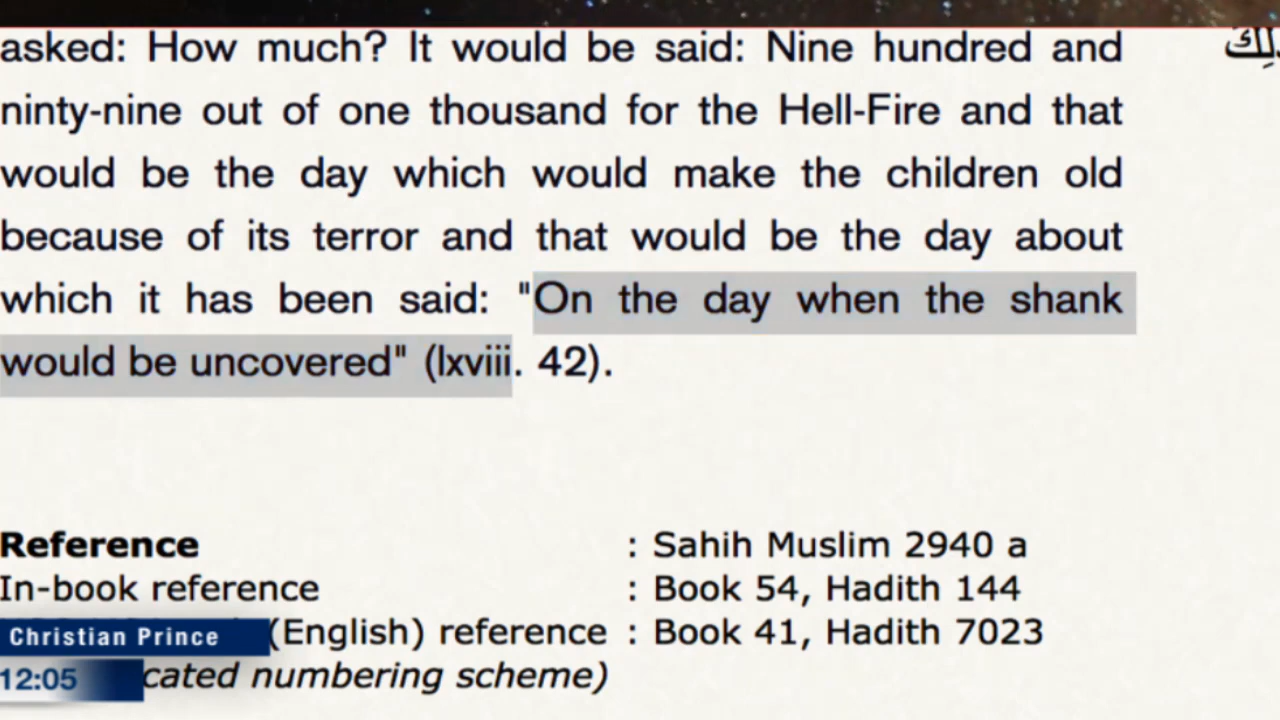 asked: How much? It would be said: Nine hundred and
ninety-nine out of one thousand for the Hell-Fire and that
would be the day which would make the children old
because of its terror and that would be the day about
which it has been said: "On the day when the shank
would be uncovered" (lxviii. 42).
Reference : Sahih Muslim 2940 a
In-book reference : Book 54, Hadith 144
(English) reference : Book 41, Hadith 7023
Christian Prince
cated numbering scheme)
12:05